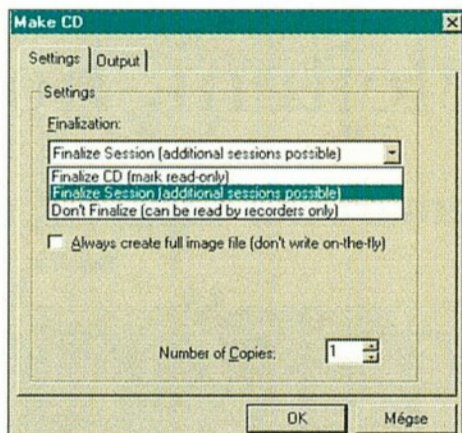 Make CD
Settings Output
Settings
Finalization:
Finalize Session (additional sessions possible)
Finalize CD (mark read-only)
Finalize Session (additional sessions possible)
Don't Finalize (can be read by recorders only)
Always create full image file (don't write on-the-fly)
Number of Copies: 1
OK Mégse